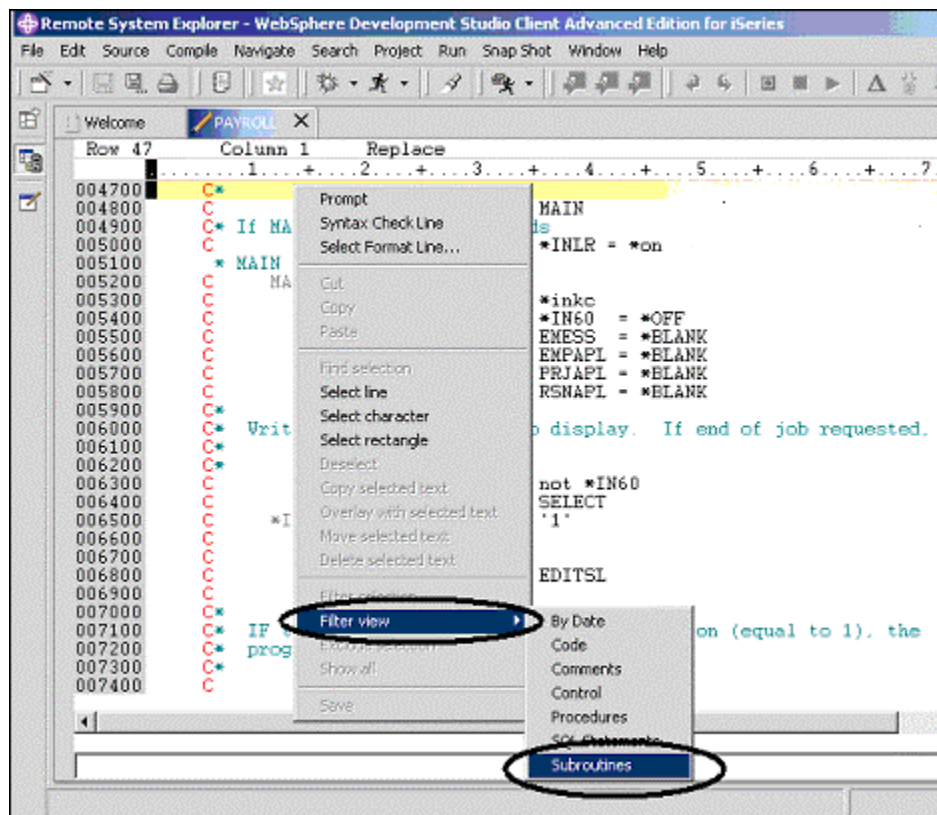 Remote System Explorer - WebSphere Development Studio Client Advanced Edition for iSeries
File Edit Source Compile Navigate Search Project Run Snap Shot Window Help
Welcome PAYROLL
Row 47 Column 1 Replace
.........1....+....2....+....3....+....4....+....5....+....6....+....7
004700 C*
004800 C MAIN
004900 C* If MA
005000 C *INLR = *on
005100 * MAIN
005200 C MA
005300 C *inkc
005400 C *IN60 = *OFF
005500 C EMESS = *BLANK
005600 C EMPAPL = *BLANK
005700 C PRJAPL = *BLANK
005800 C RSNAPL = *BLANK
005900 C*
006000 C* Writ o display. If end of job requested,
006100 C*
006200 C*
006300 C not *IN60
006400 C SELECT
006500 C *I '1'
006600 C
006700 C
006800 C EDITSL
006900 C
007000 C*
007100 C* IF on (equal to 1), the
007200 C* prog
007300 C*
007400 C
Prompt
Syntax Check Line
Select Format Line...
Cut
Copy
Paste
Find selection
Select line
Select character
Select rectangle
Deselect
Copy selected text
Overlay with selected text
Move selected text
Delete selected text
Filter selection
Filter view
Exclude selection
Show all
Save
By Date
Code
Comments
Control
Procedures
SQL Statements
Subroutines